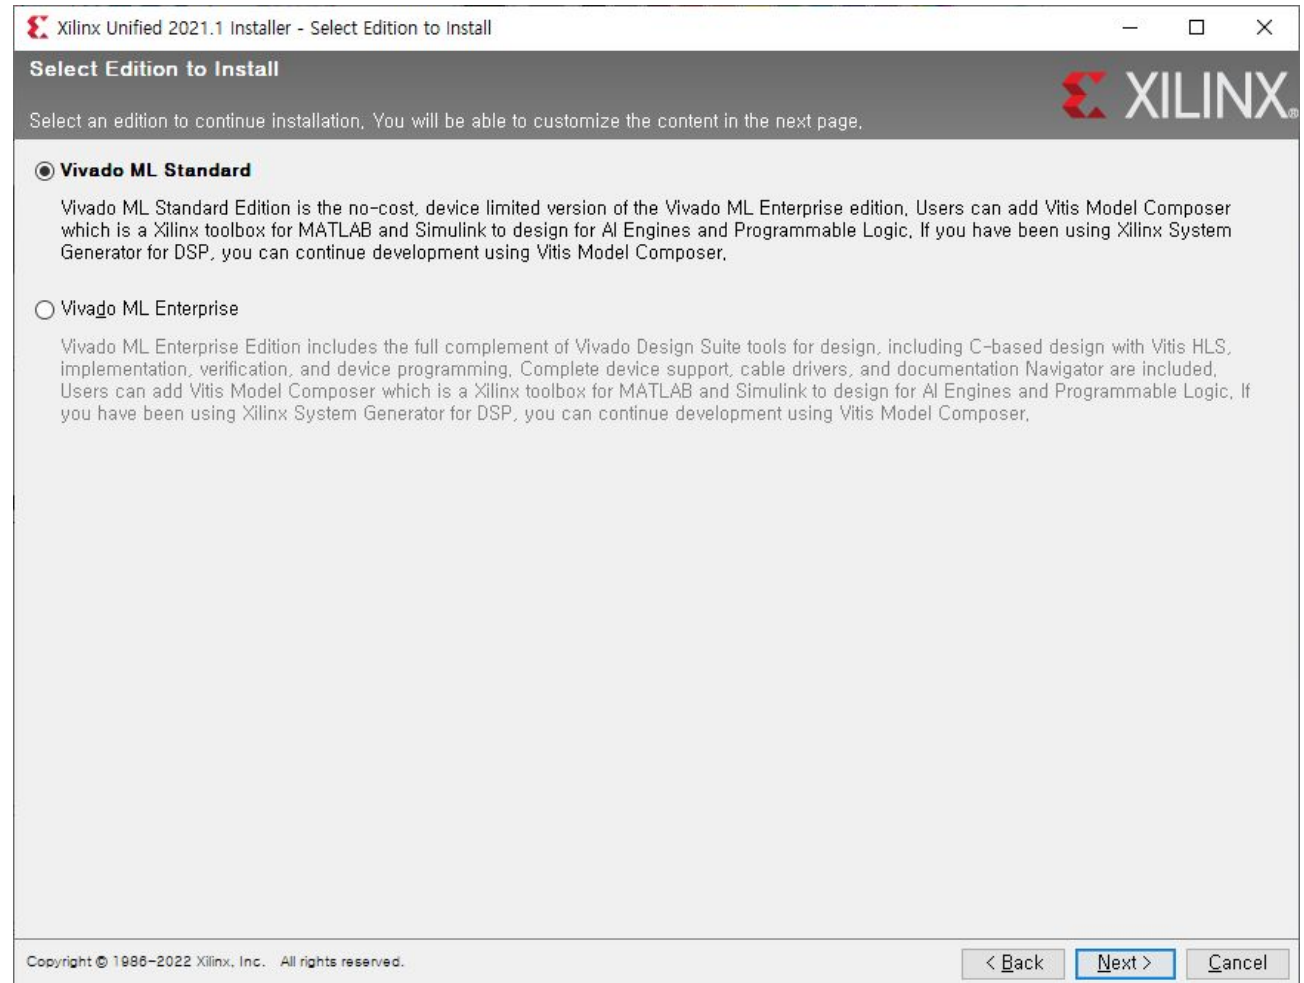 Xilinx Unified 2021.1 Installer - Select Edition to Install
Select Edition to Install
XILINX®
Select an edition to continue installation. You will be able to customize the content in the next page.
Vivado ML Standard
Vivado ML Standard Edition is the no-cost, device limited version of the Vivado ML Enterprise edition. Users can add Vitis Model Composer
which is a Xilinx toolbox for MATLAB and Simulink to design for AI Engines and Programmable Logic. If you have been using Xilinx System
Generator for DSP, you can continue development using Vitis Model Composer.
Vivado ML Enterprise
Vivado ML Enterprise Edition includes the full complement of Vivado Design Suite tools for design, including C-based design with Vitis HLS,
implementation, verification, and device programming. Complete device support, cable drivers, and documentation Navigator are included.
Users can add Vitis Model Composer which is a Xilinx toolbox for MATLAB and Simulink to design for AI Engines and Programmable Logic. If
you have been using Xilinx System Generator for DSP, you can continue development using Vitis Model Composer.
Copyright © 1986-2022 Xilinx, Inc. All rights reserved.
< Back
Next >
Cancel